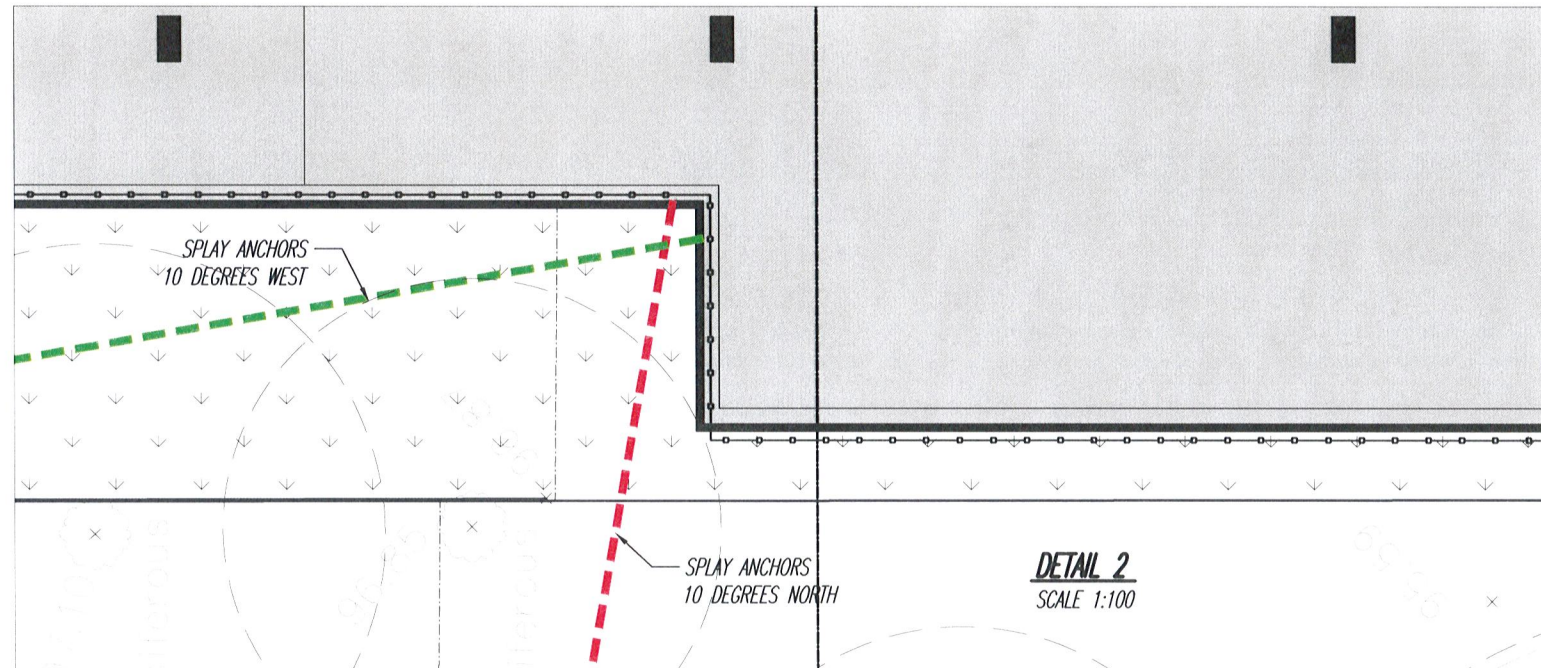 SPLAY ANCHORS
10 DEGREES WEST
SPLAY ANCHORS
10 DEGREES NORTH
DETAIL 2
SCALE 1:100